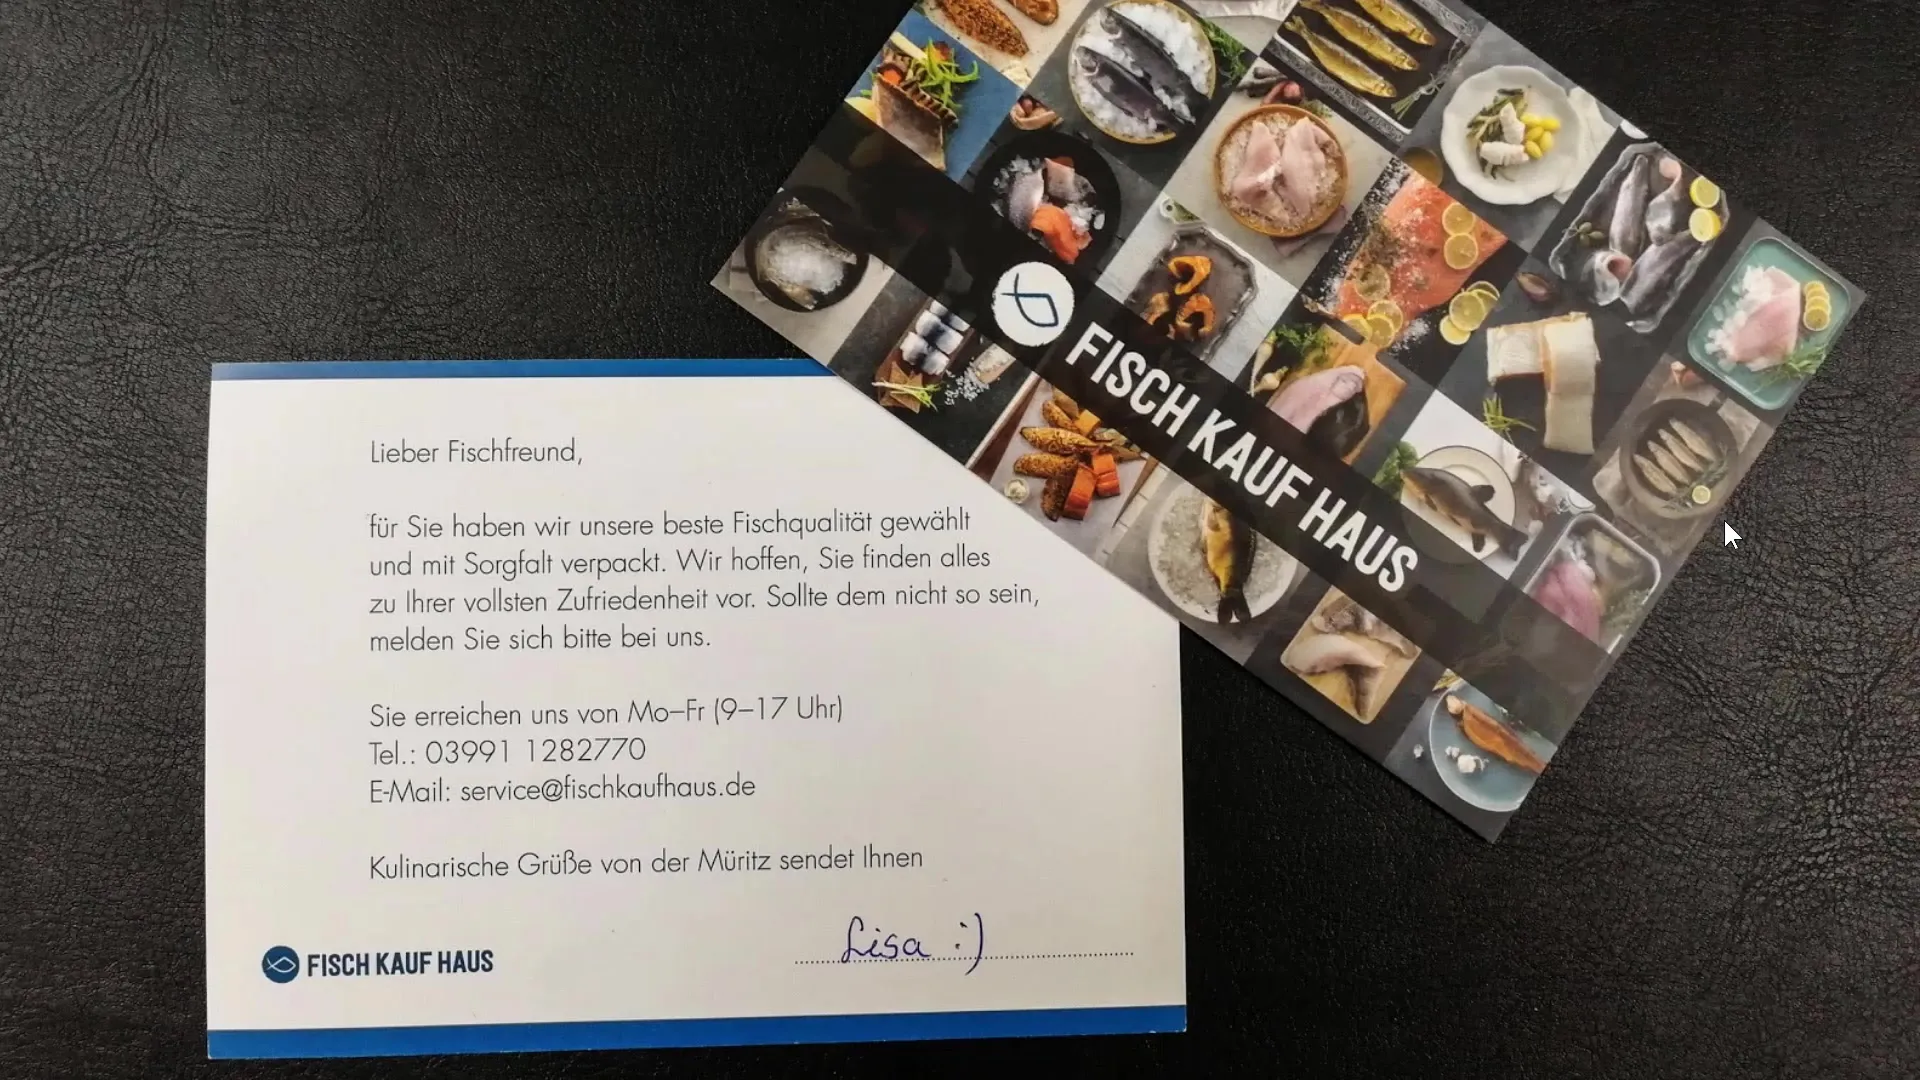 FISCH KAUF HAUS
Lieber Fischfreund,
für Sie haben wir unsere beste Fischqualität gewählt
und mit Sorgfalt verpackt. Wir hoffen, Sie finden alles
zu Ihrer vollsten Zufriedenheit vor. Sollte dem nicht so sein,
melden Sie sich bitte bei uns.
Sie erreichen uns von Mo–Fr (9–17 Uhr)
Tel.: 03991 1282770
E-Mail: service@fischkaufhaus.de
Kulinarische Grüße von der Müritz sendet Ihnen
Lisa :)
FISCH KAUF HAUS